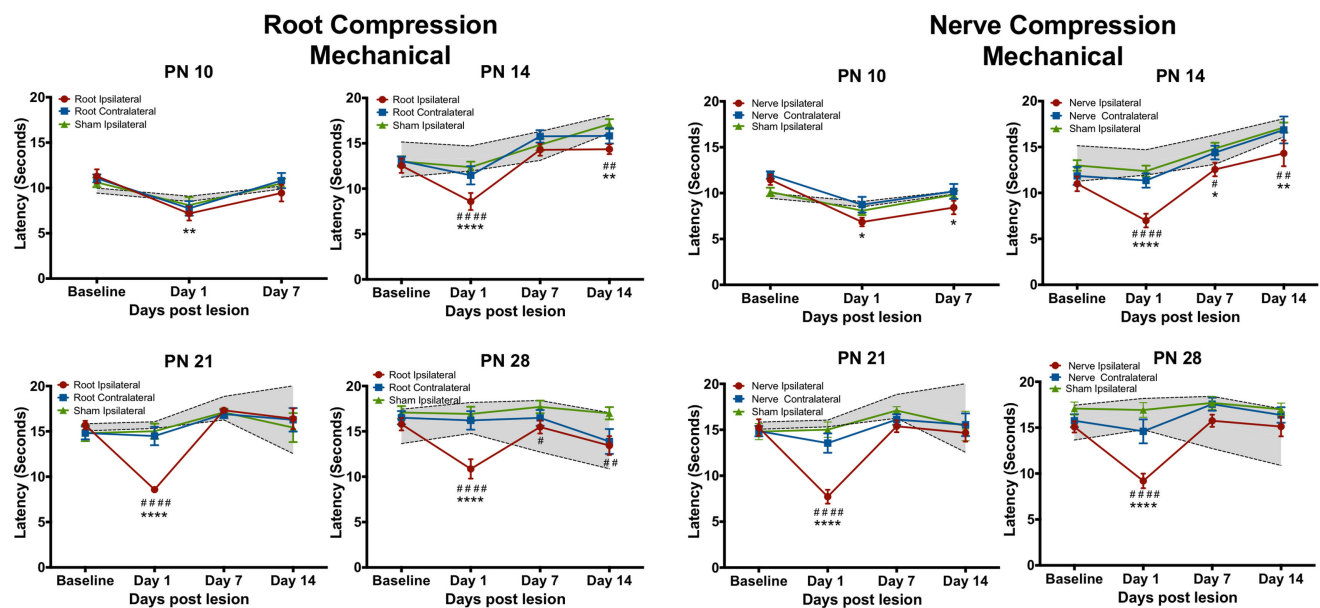 Root Compression
Mechanical
PN 10
20
15
10
5
0
Latency (Seconds)
Root Ipsilateral
Root Contralateral
Sham Ipsilateral
**
Baseline
Day 1
Day 7
Days post lesion
PN 14
20
15
10
5
0
Latency (Seconds)
Root Ipsilateral
Root Contralateral
Sham Ipsilateral
####
****
##
**
Baseline
Day 1
Day 7
Day 14
Days post lesion
PN 21
20
15
10
5
0
Latency (Seconds)
Root Ipsilateral
Root Contralateral
Sham Ipsilateral
####
****
Baseline
Day 1
Day 7
Day 14
Days post lesion
PN 28
20
15
10
5
0
Latency (Seconds)
Root Ipsilateral
Root Contralateral
Sham Ipsilateral
####
****
#
##
Baseline
Day 1
Day 7
Day 14
Days post lesion
Nerve Compression
Mechanical
PN 10
20
15
10
5
0
Latency (Seconds)
Nerve Ipsilateral
Nerve Contralateral
Sham Ipsilateral
*
*
Baseline
Day 1
Day 7
Days post lesion
PN 14
20
15
10
5
0
Latency (Seconds)
Nerve Ipsilateral
Nerve Contralateral
Sham Ipsilateral
####
****
#
*
##
**
Baseline
Day 1
Day 7
Day 14
Days post lesion
PN 21
20
15
10
5
0
Latency (Seconds)
Nerve Ipsilateral
Nerve Contralateral
Sham Ipsilateral
####
****
Baseline
Day 1
Day 7
Day 14
Days post lesion
PN 28
20
15
10
5
0
Latency (Seconds)
Nerve Ipsilateral
Nerve Contralateral
Sham Ipsilateral
####
****
Baseline
Day 1
Day 7
Day 14
Days post lesion